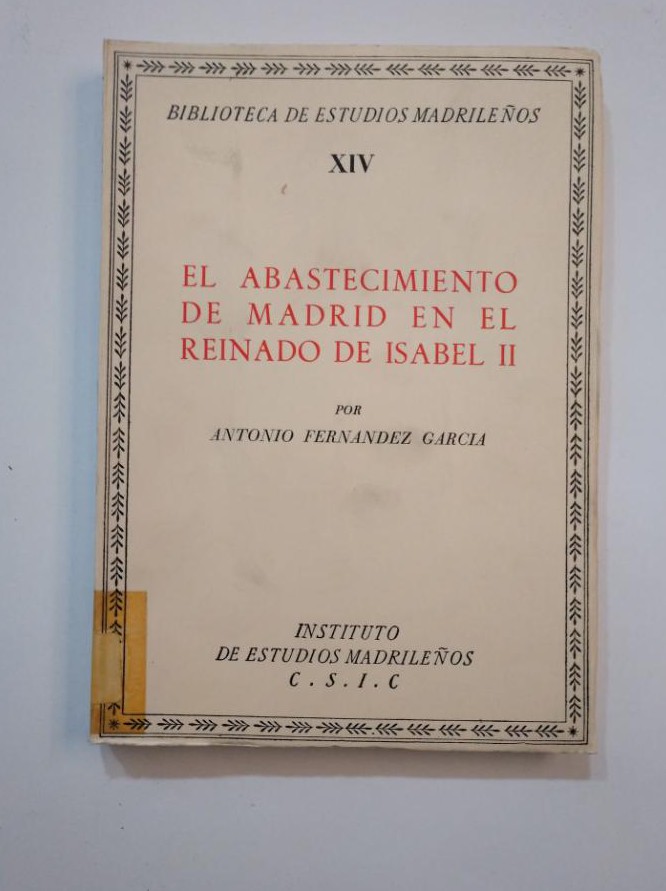 BIBLIOTECA DE ESTUDIOS MADRILEÑOS
XIV
EL ABASTECIMIENTO
DE MADRID EN EL
REINADO DE ISABEL II
POR
ANTONIO FERNANDEZ GARCIA
INSTITUTO
DE ESTUDIOS MADRILEÑOS
C . S . I . C